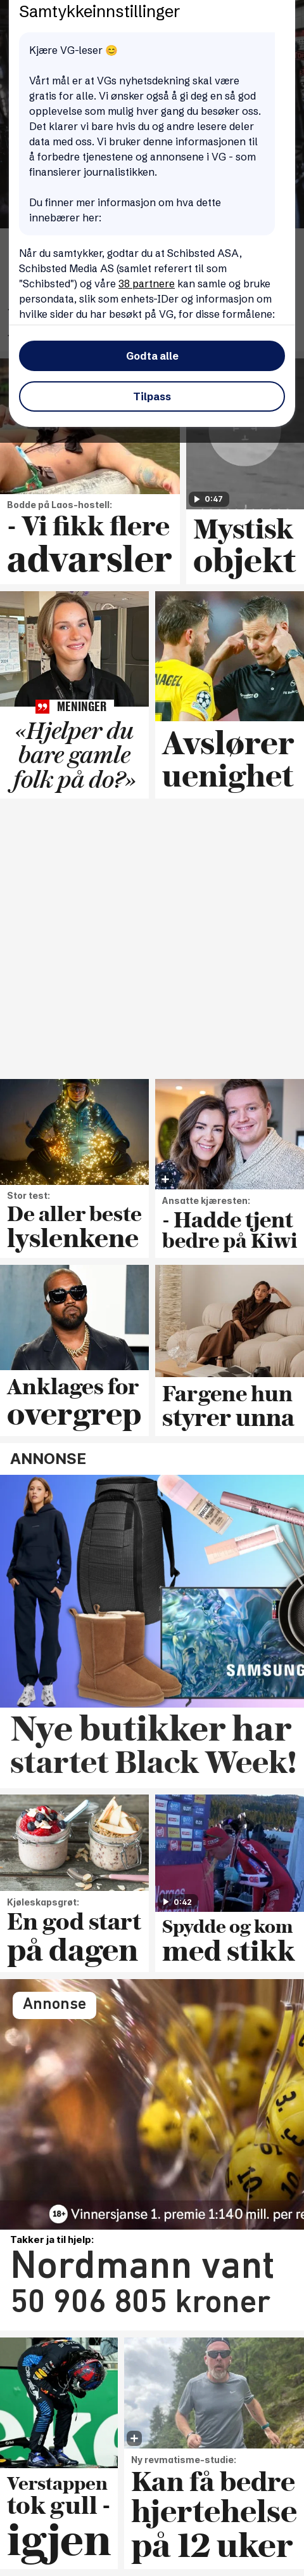 Samtykkeinnstillinger
Kjære VG-leser 😊
Vårt mål er at VGs nyhetsdekning skal være
gratis for alle. Vi ønsker også å gi deg en så god
opplevelse som mulig hver gang du besøker oss.
Det klarer vi bare hvis du og andre lesere deler
data med oss. Vi bruker denne informasjonen til
å forbedre tjenestene og annonsene i VG - som
finansierer journalistikken.
Du finner mer informasjon om hva dette
innebærer her:
Når du samtykker, godtar du at Schibsted ASA,
Schibsted Media AS (samlet referert til som
"Schibsted") og våre 38 partnere kan samle og bruke
persondata, slik som enhets-IDer og informasjon om
hvilke sider du har besøkt på VG, for disse formålene:
Godta alle
Tilpass
0:47
Bodde på Laos-hostell:
- Vi fikk flere
advarsler
Mystisk
objekt
MENINGER
«Hjelper du
bare gamle
folk på do?»
NAGEL
Avslører
uenighet
Stor test:
De aller beste
lyslenkene
Ansatte kjæresten:
- Hadde tjent
bedre på Kiwi
Anklages for
overgrep
Fargene hun
styrer unna
ANNONSE
SAMSUNG
Nye butikker har
startet Black Week!
Kjøleskapsgrøt:
En god start
på dagen
0:42
Spydde og kom
med stikk
Annonse
18+ Vinnersjanse 1. premie 1:140 mill. per re
Takker ja til hjelp:
Nordmann vant
50 906 805 kroner
Verstappen
tok gull -
igjen
Ny revmatisme-studie:
Kan få bedre
hjertehelse
på 12 uker